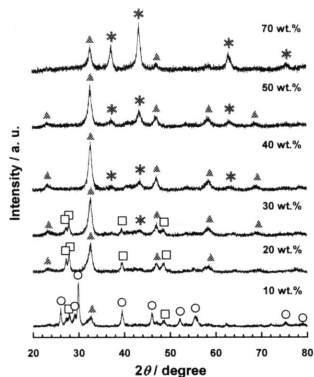 70 wt.%
50 wt.%
40 wt.%
30 wt.%
20 wt.%
10 wt.%
Intensity / a. u.
20 30 40 50 60 70 80
2θ / degree